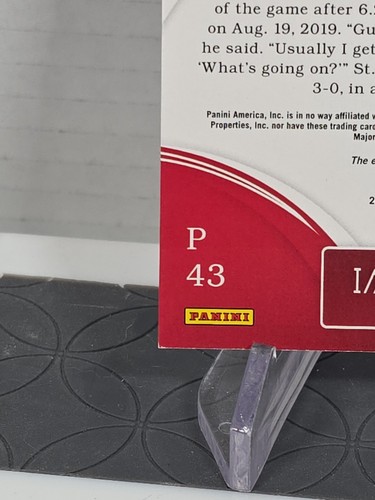 of the game after 6.2
on Aug. 19, 2019. “Gu
he said. “Usually I get
‘What’s going on?’” St.
3-0, in a
Panini America, Inc. is in no way affiliated w
Properties, Inc. nor have these trading card
Major
The e
2
P
43
I/
PANINI